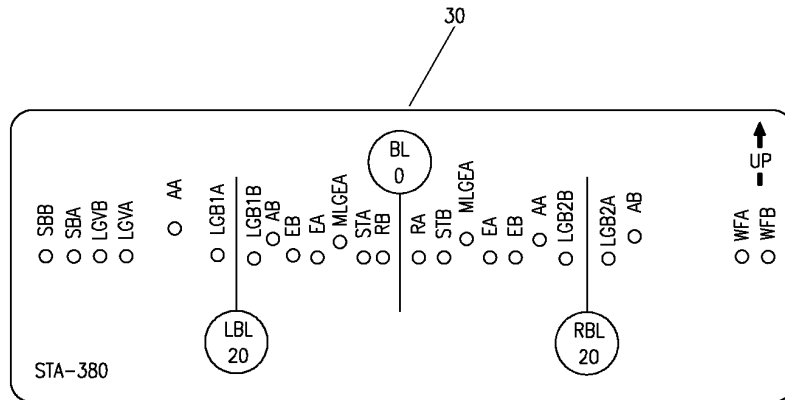 30
BL
0
UP
SBB
SBA
LGVB
LGVA
AA
LGB1A
LGB1B
AB
EB
EA
MLGEA
STA
RB
RA
STB
MLGEA
EA
EB
AA
LGB2B
LGB2A
AB
WFA
WFB
LBL
20
RBL
20
STA-380